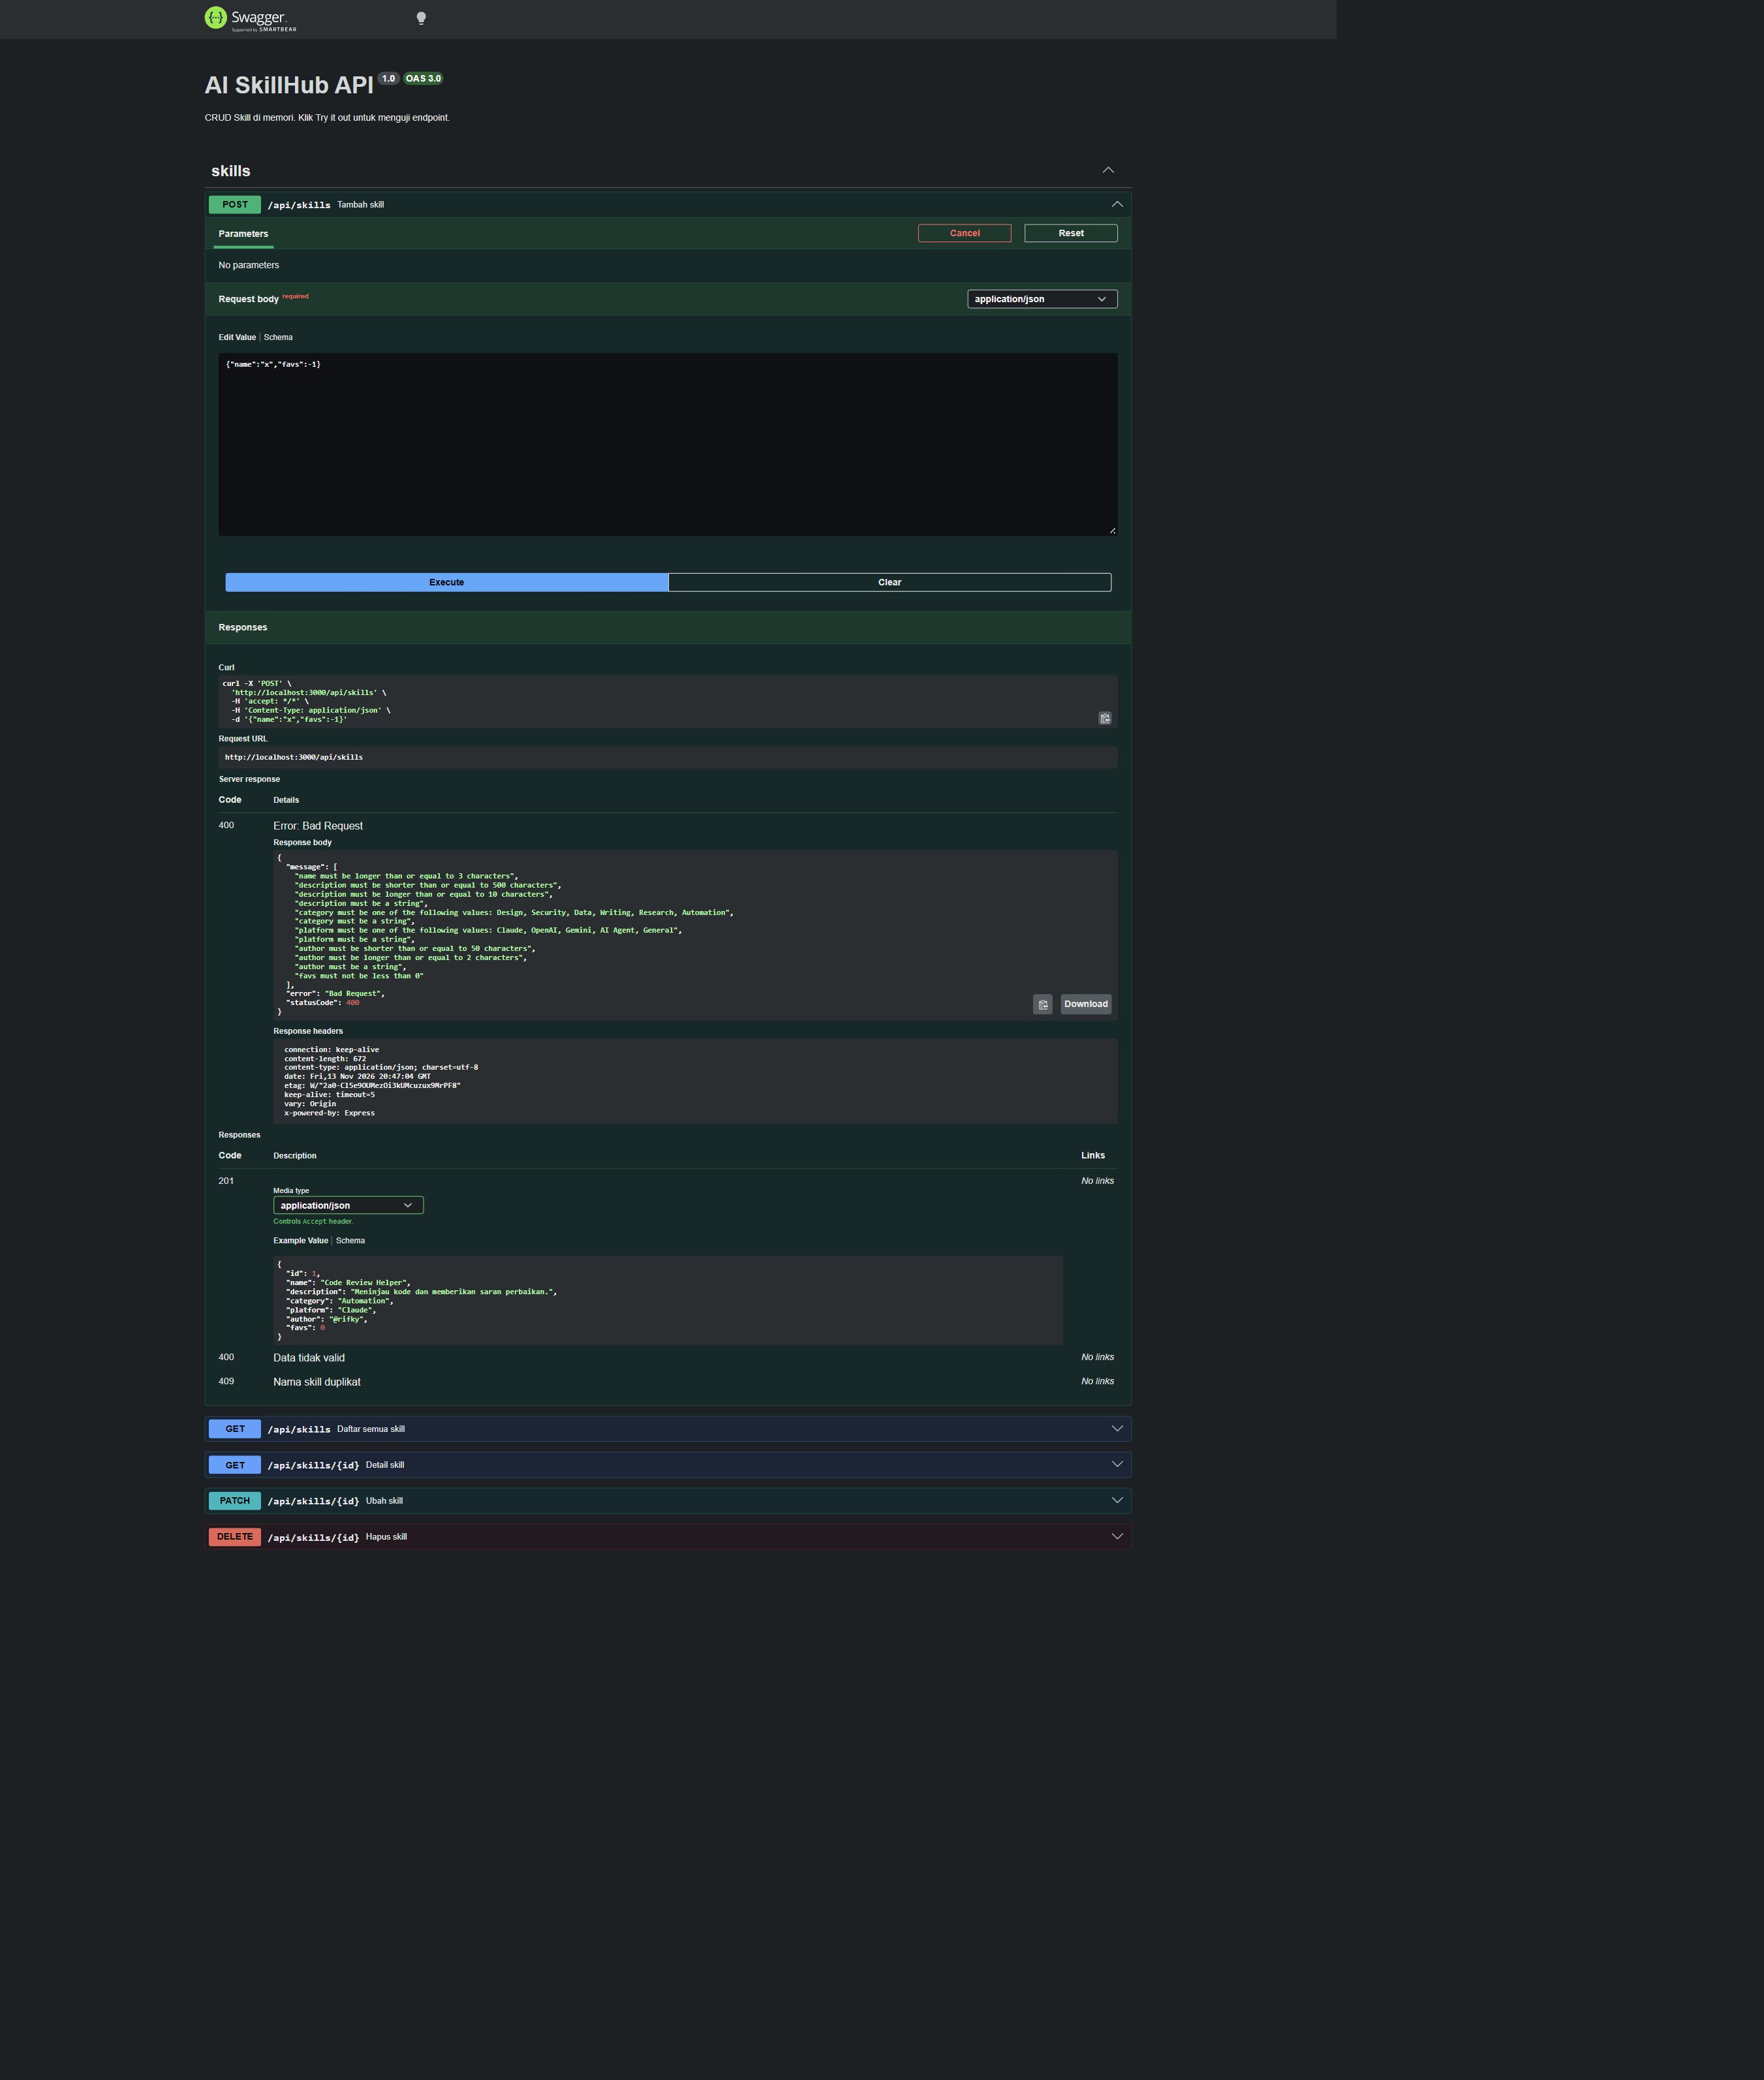 Swagger.
Supported by SMARTBEAR
AI SkillHub API 1.0 OAS 3.0
CRUD Skill di memori. Klik Try it out untuk menguji endpoint.
skills
POST /api/skills Tambah skill
Parameters Cancel Reset
No parameters
Request body required application/json
Edit Value | Schema
{"name":"x","favs":-1}
Execute Clear
Responses
Curl
curl -X 'POST' \
'http://localhost:3000/api/skills' \
-H 'accept: */*' \
-H 'Content-Type: application/json' \
-d '{"name":"x","favs":-1}'
Request URL
http://localhost:3000/api/skills
Server response
Code Details
400 Error: Bad Request
Response body
{
"message": [
"name must be longer than or equal to 3 characters",
"description must be shorter than or equal to 500 characters",
"description must be longer than or equal to 10 characters",
"description must be a string",
"category must be one of the following values: Design, Security, Data, Writing, Research, Automation",
"category must be a string",
"platform must be one of the following values: Claude, OpenAI, Gemini, AI Agent, General",
"platform must be a string",
"author must be shorter than or equal to 50 characters",
"author must be longer than or equal to 2 characters",
"author must be a string",
"favs must not be less than 0"
],
"error": "Bad Request",
"statusCode": 400
}
Download
Response headers
connection: keep-alive
content-length: 672
content-type: application/json; charset=utf-8
date: Fri,13 Nov 2026 20:47:04 GMT
etag: W/"2a0-Cl5e9OUMezOi3kUMcuzux9MrPF8"
keep-alive: timeout=5
vary: Origin
x-powered-by: Express
Responses
Code Description Links
201 No links
Media type
application/json
Controls Accept header.
Example Value | Schema
{
"id": 1,
"name": "Code Review Helper",
"description": "Meninjau kode dan memberikan saran perbaikan.",
"category": "Automation",
"platform": "Claude",
"author": "@rifky",
"favs": 0
}
400 Data tidak valid No links
409 Nama skill duplikat No links
GET /api/skills Daftar semua skill
GET /api/skills/{id} Detail skill
PATCH /api/skills/{id} Ubah skill
DELETE /api/skills/{id} Hapus skill